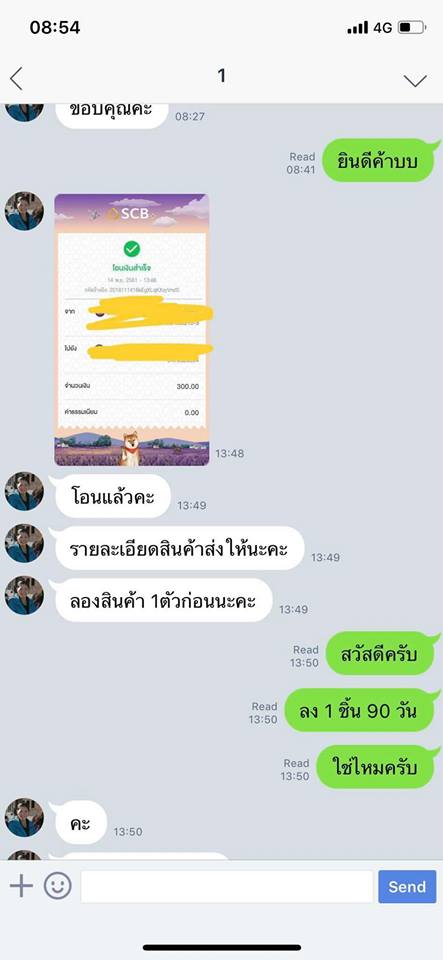 08:54
4G
1
ขอบคุณคะ
08:27
Read
08:41
ยินดีค้าบบ
SCB
โอนเงินสำเร็จ
14 พ.ย. 2561 - 13:48
จาก
ไปยัง
จำนวนเงิน 300.00
ค่าธรรมเนียม 0.00
13:48
โอนแล้วคะ
13:49
รายละเอียดสินค้าส่งให้นะคะ
13:49
ลองสินค้า 1ตัวก่อนนะคะ
13:49
Read
13:50
สวัสดีครับ
Read
13:50
ลง 1 ชิ้น 90 วัน
Read
13:50
ใช่ไหมครับ
คะ
13:50
Send